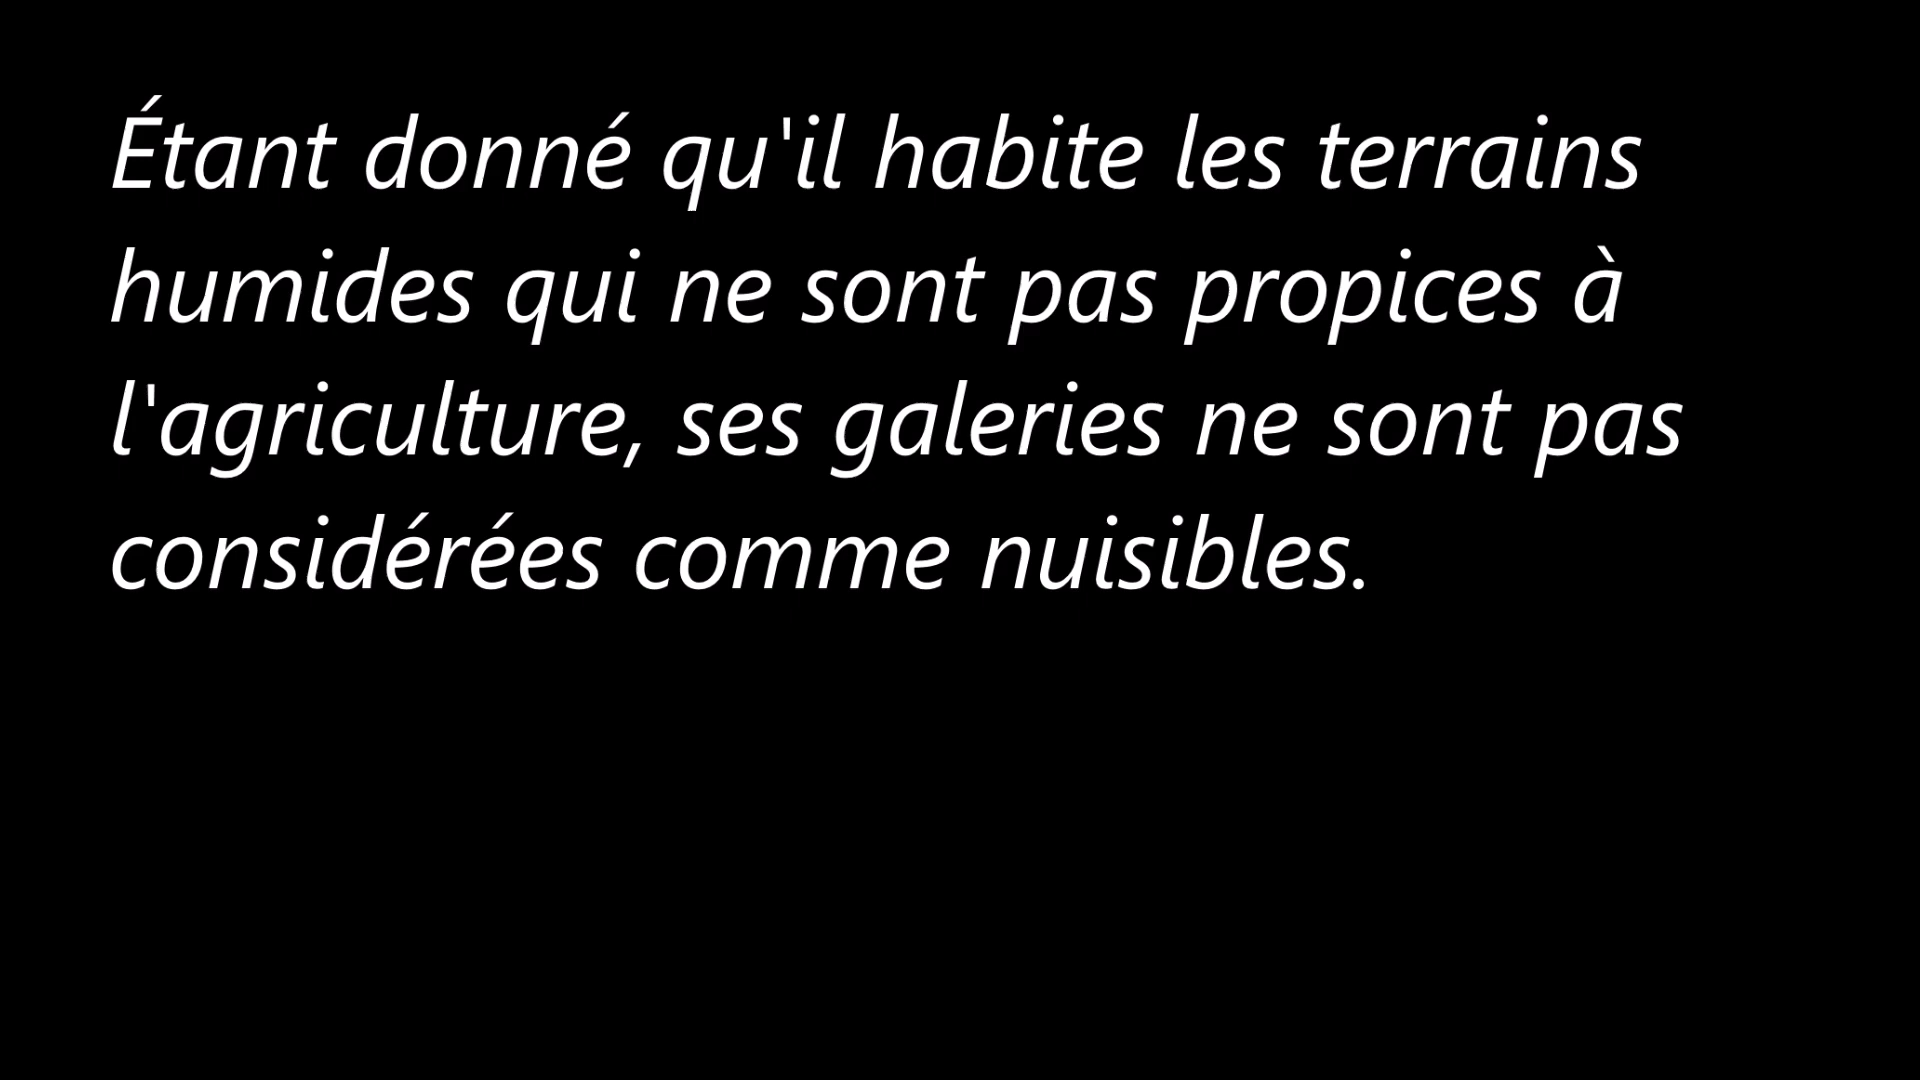 Étant donné qu'il habite les terrains
humides qui ne sont pas propices à
l'agriculture, ses galeries ne sont pas
considérées comme nuisibles.